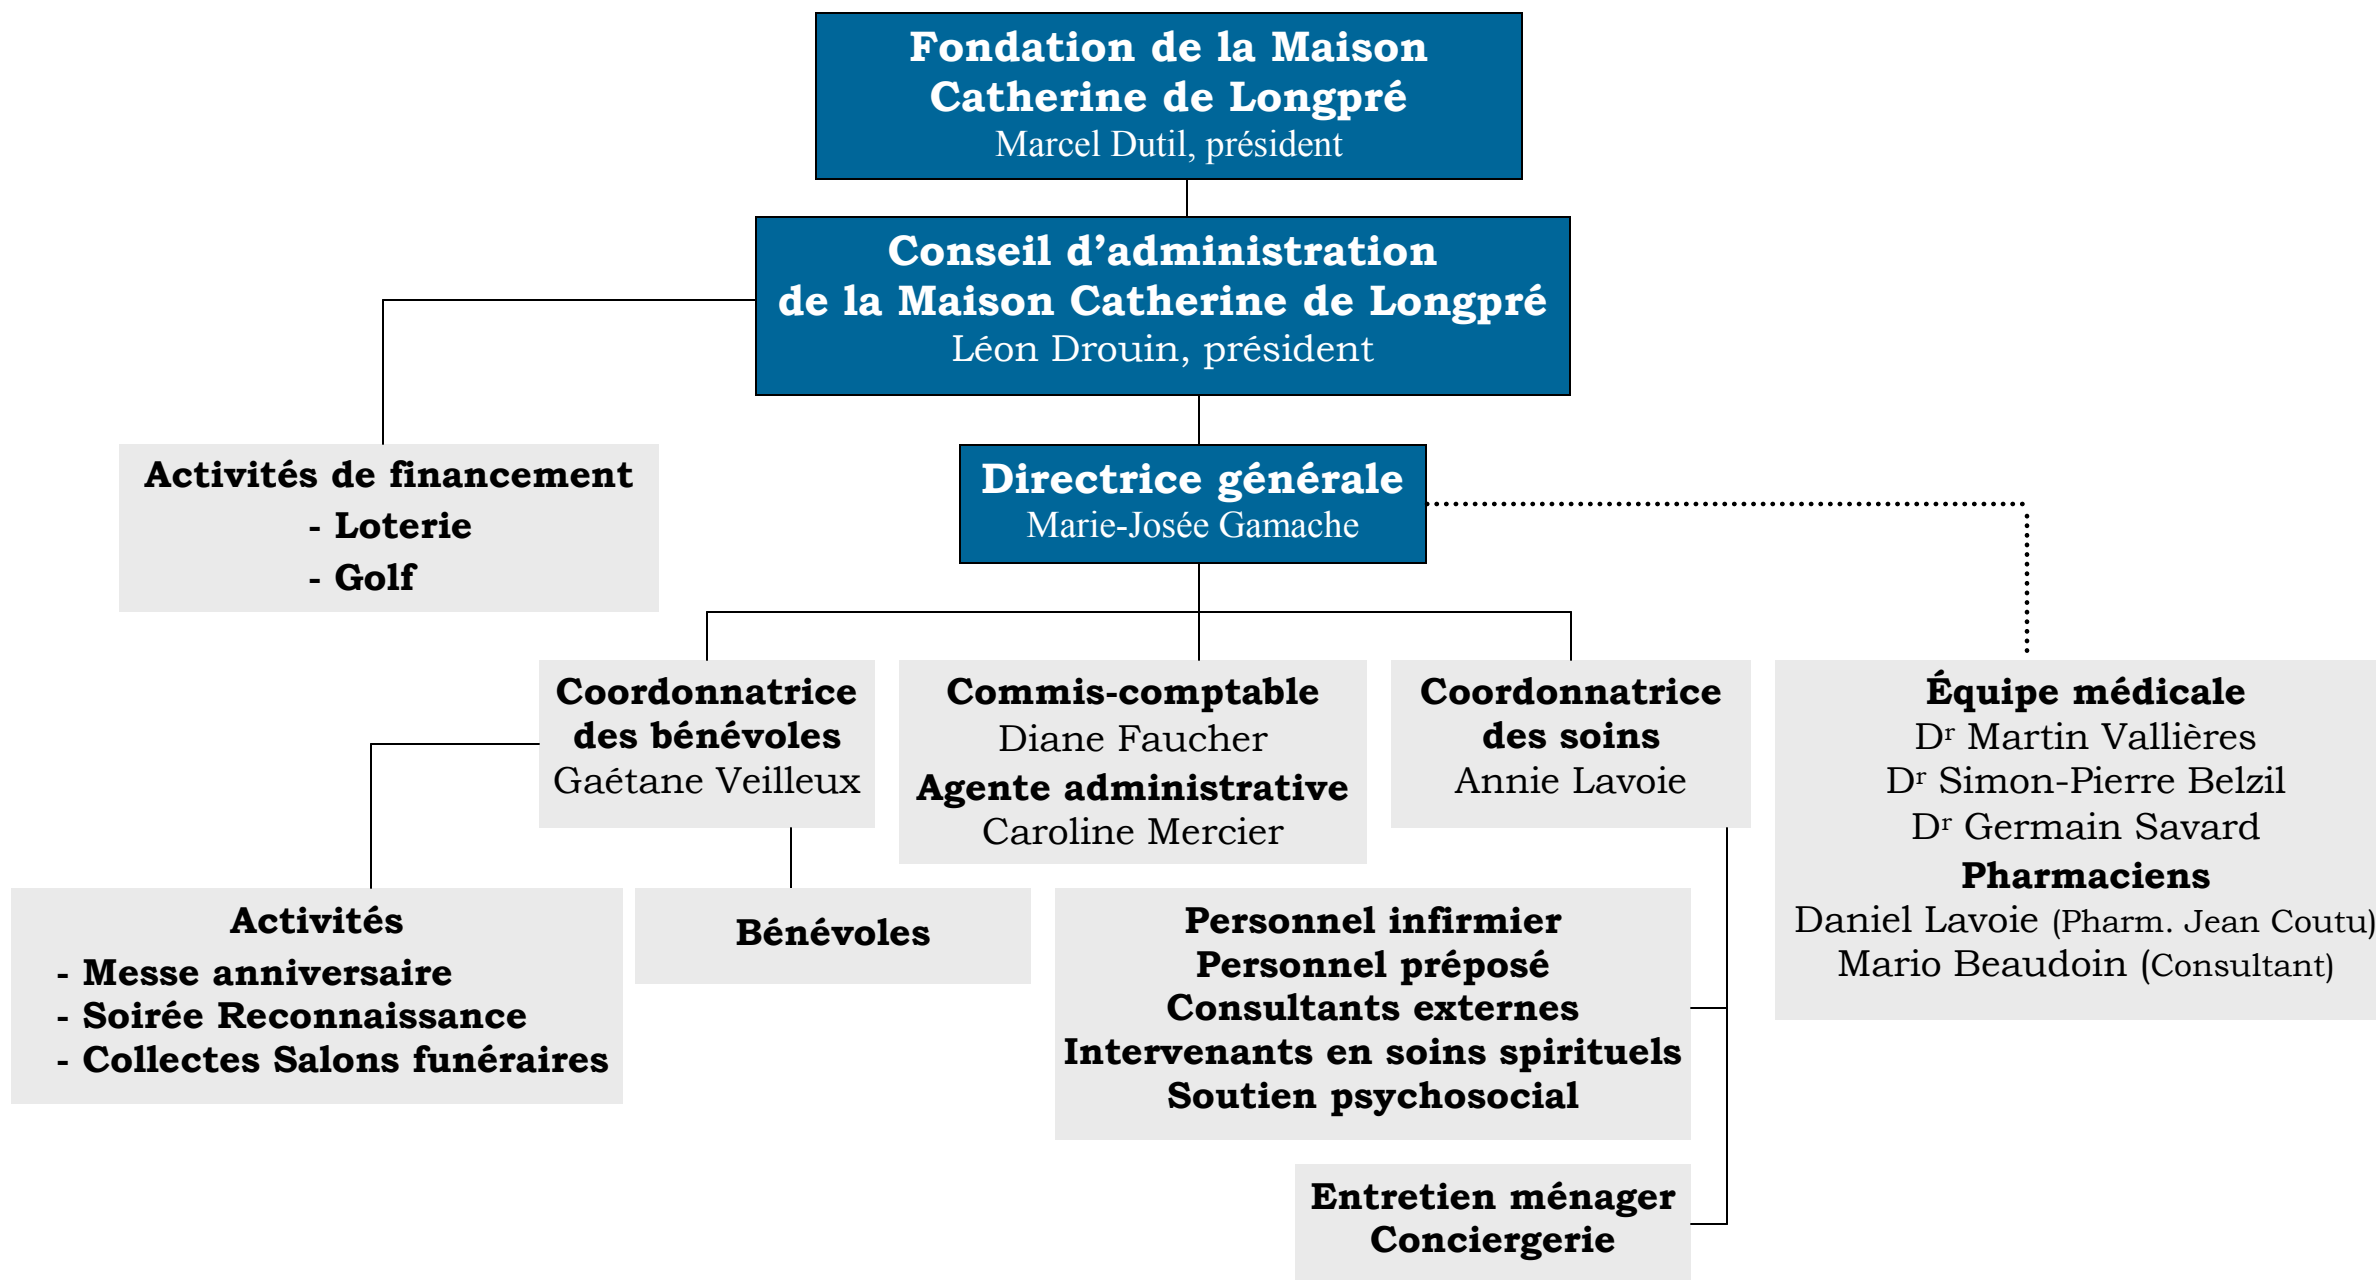 Fondation de la Maison
Catherine de Longpré
Marcel Dutil, président
Conseil d’administration
de la Maison Catherine de Longpré
Léon Drouin, président
Activités de financement
- Loterie
- Golf
Directrice générale
Marie-Josée Gamache
Coordonnatrice
des bénévoles
Gaétane Veilleux
Commis-comptable
Diane Faucher
Agente administrative
Caroline Mercier
Coordonnatrice
des soins
Annie Lavoie
Équipe médicale
Dr Martin Vallières
Dr Simon-Pierre Belzil
Dr Germain Savard
Pharmaciens
Daniel Lavoie (Pharm. Jean Coutu)
Mario Beaudoin (Consultant)
Activités
- Messe anniversaire
- Soirée Reconnaissance
- Collectes Salons funéraires
Bénévoles
Personnel infirmier
Personnel préposé
Consultants externes
Intervenants en soins spirituels
Soutien psychosocial
Entretien ménager
Conciergerie